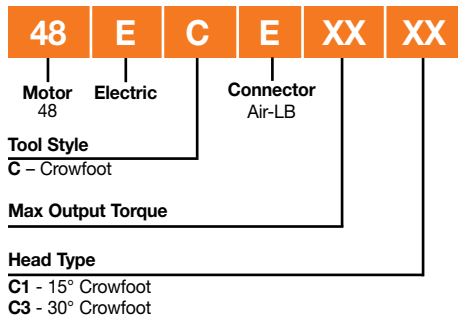 48 E C E XX XX
Motor Electric Connector
48 Air-LB
Tool Style
C – Crowfoot
Max Output Torque
Head Type
C1 - 15° Crowfoot
C3 - 30° Crowfoot